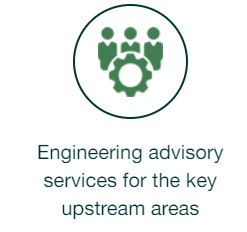 Engineering advisory
services for the key
upstream areas